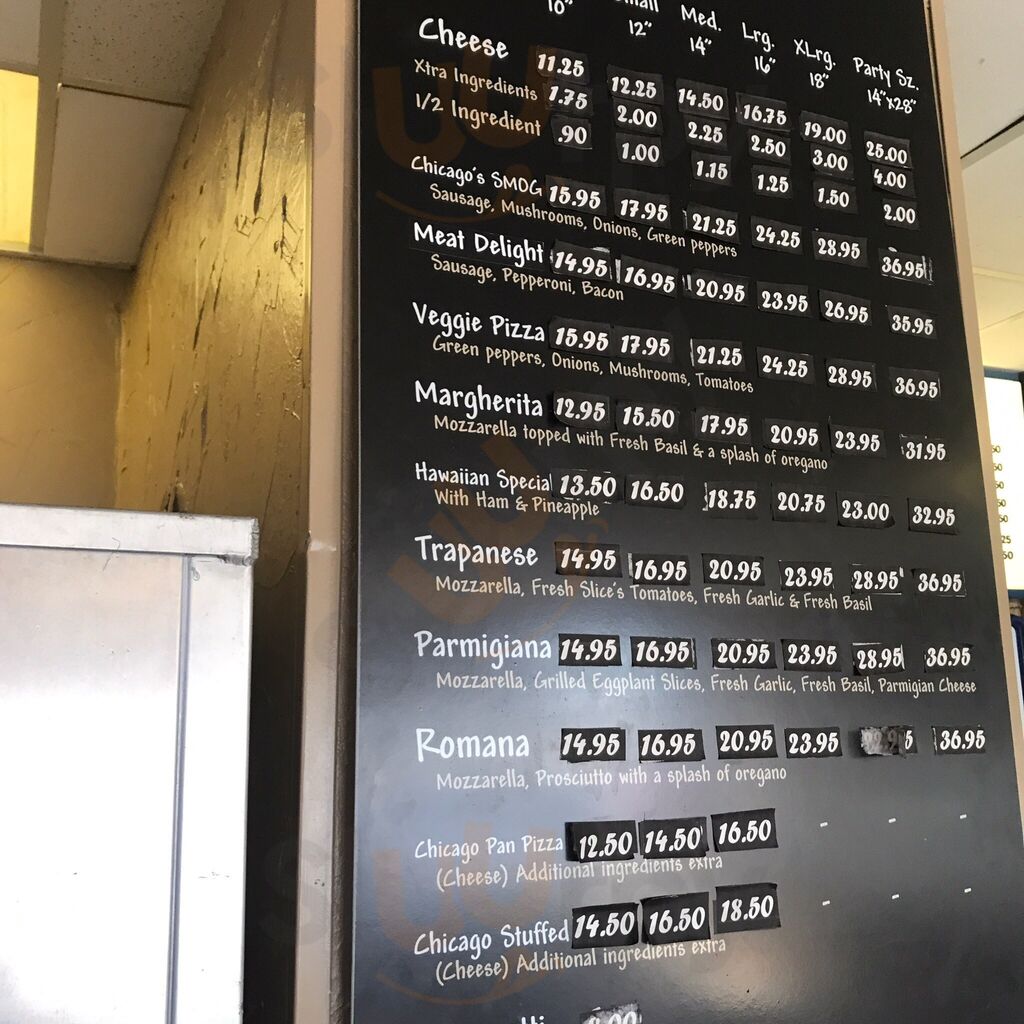 10" 12" Med. 14" Lrg. 16" XLrg. 18" Party Sz. 14"x28"
Cheese 11.25 12.25 14.50 16.75 19.00 25.00
Xtra Ingredients 1.75 2.00 2.25 2.50 3.00 4.00
1/2 Ingredient .90 1.00 1.15 1.25 1.50 2.00
Chicago's SMOG 15.95 17.95 21.25 24.25 28.95 36.95
Sausage, Mushrooms, Onions, Green peppers
Meat Delight 14.95 16.95 20.95 23.95 26.95 35.95
Sausage, Pepperoni, Bacon
Veggie Pizza 15.95 17.95 21.25 24.25 28.95 36.95
Green peppers, Onions, Mushrooms, Tomatoes
Margherita 12.95 15.50 17.95 20.95 23.95 31.95
Mozzarella topped with Fresh Basil & a splash of oregano
Hawaiian Special 13.50 16.50 18.75 20.75 23.00 32.95
With Ham & Pineapple
Trapanese 14.95 16.95 20.95 23.95 28.95 36.95
Mozzarella, Fresh Slice's Tomatoes, Fresh Garlic & Fresh Basil
Parmigiana 14.95 16.95 20.95 23.95 28.95 36.95
Mozzarella, Grilled Eggplant Slices, Fresh Garlic, Fresh Basil, Parmigian Cheese
Romana 14.95 16.95 20.95 23.95 36.95
Mozzarella, Prosciutto with a splash of oregano
Chicago Pan Pizza 12.50 14.50 16.50 - - -
(Cheese) Additional ingredients extra
Chicago Stuffed 14.50 16.50 18.50 - - -
(Cheese) Additional ingredients extra